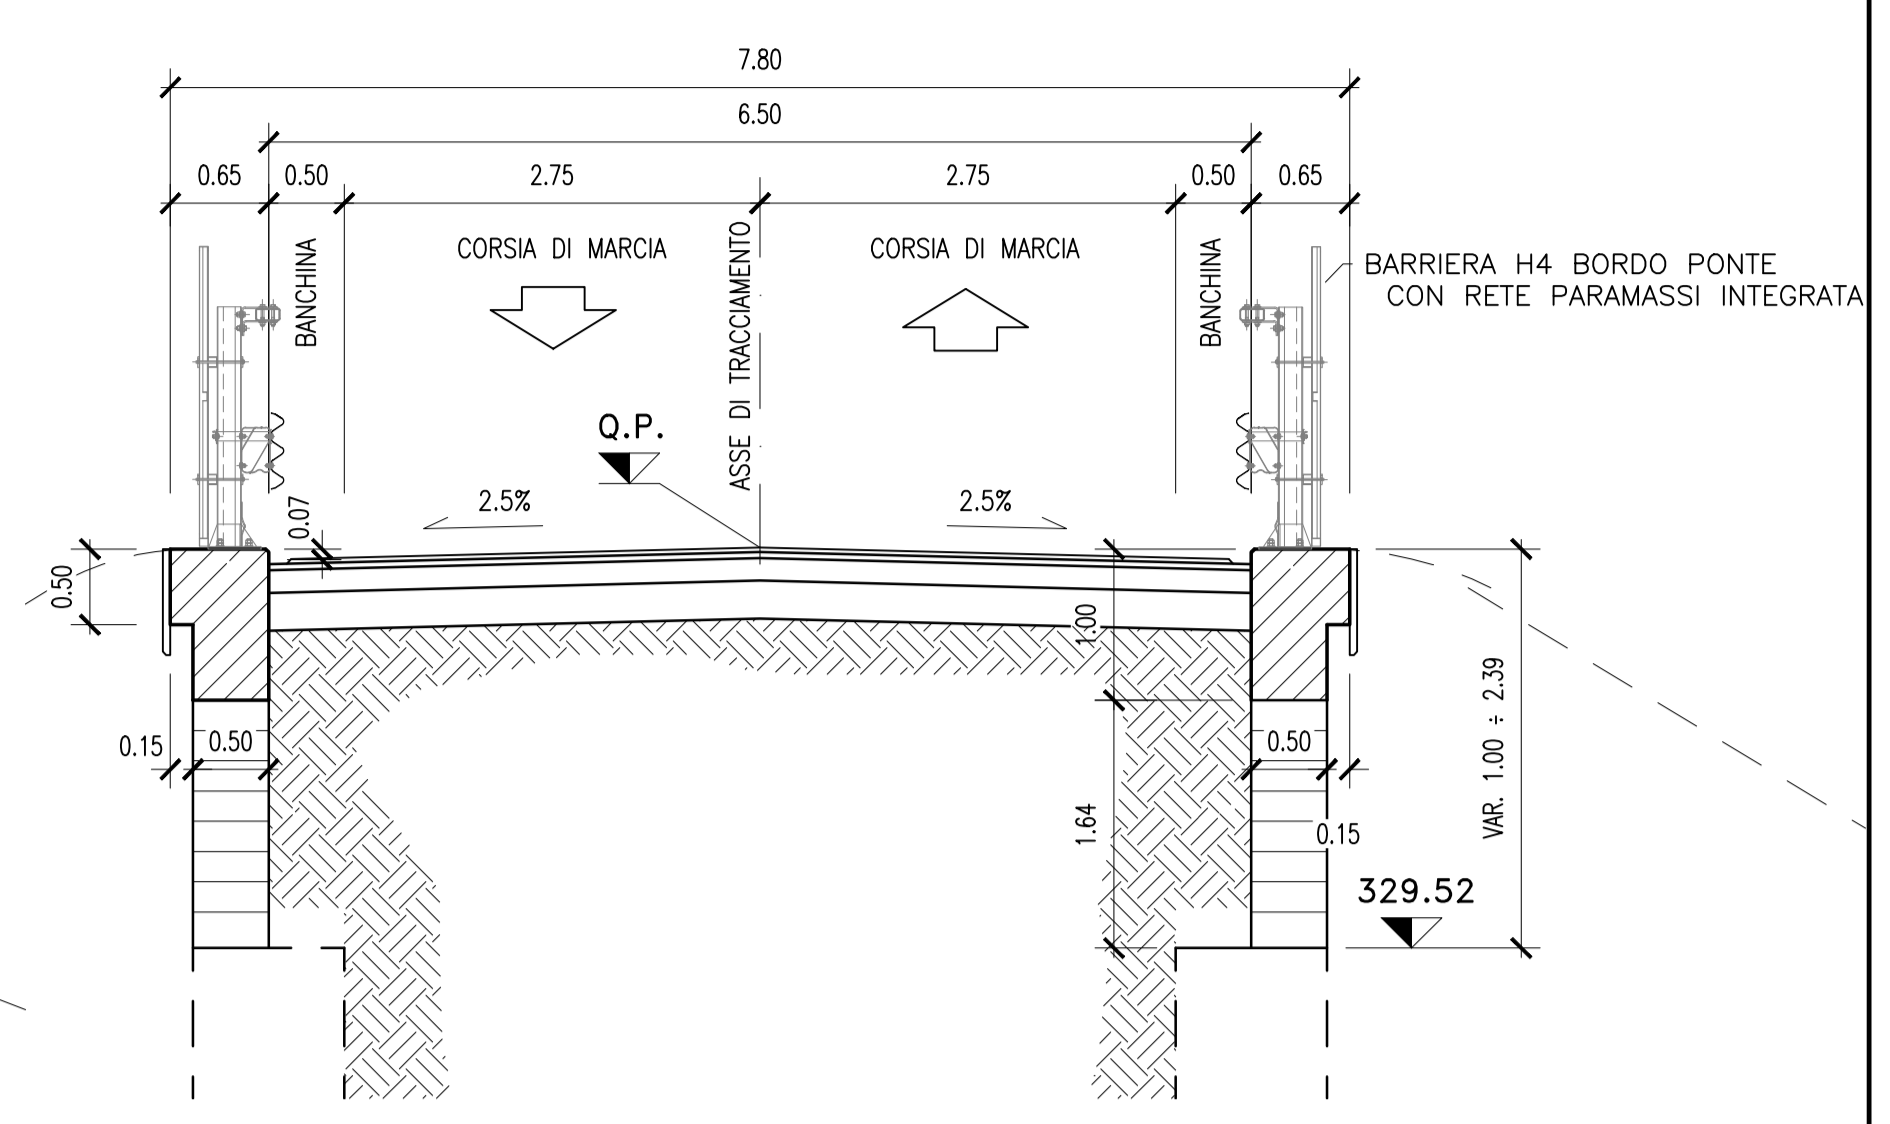 7.80
6.50
0.65 0.50 2.75 2.75 0.50 0.65
BANCHINA
CORSIA DI MARCIA
ASSE DI TRACCIAMENTO
CORSIA DI MARCIA
BANCHINA
BARRIERA H4 BORDO PONTE
CON RETE PARAMASSI INTEGRATA
Q.P.
0.07
2.5%
2.5%
0.50
1.00
VAR. 1.00 ÷ 2.39
0.15
0.50
0.50
1.64
0.15
329.52